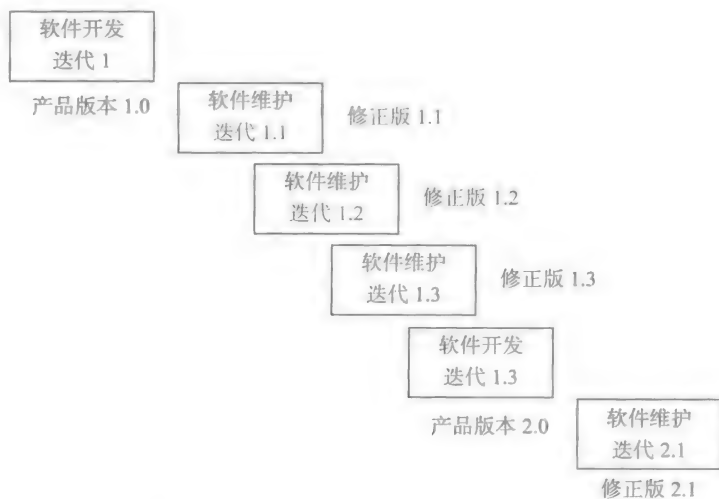 软件开发
迭代 1
产品版本 1.0
软件维护
迭代 1.1
修正版 1.1
软件维护
迭代 1.2
修正版 1.2
软件维护
迭代 1.3
修正版 1.3
软件开发
迭代 1.3
产品版本 2.0
软件维护
迭代 2.1
修正版 2.1